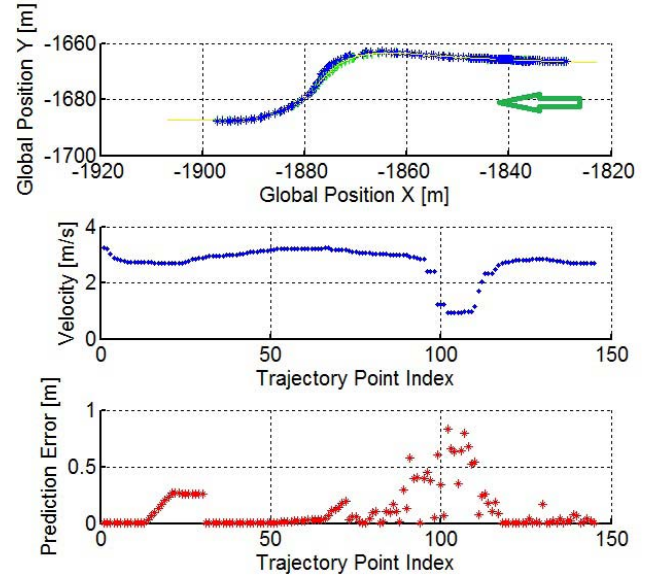 Global Position Y [m]
-1660
-1680
-1700
-1920 -1900 -1880 -1860 -1840 -1820
Global Position X [m]
Velocity [m/s]
4
2
0
0 50 100 150
Trajectory Point Index
Prediction Error [m]
1
0.5
0
0 50 100 150
Trajectory Point Index